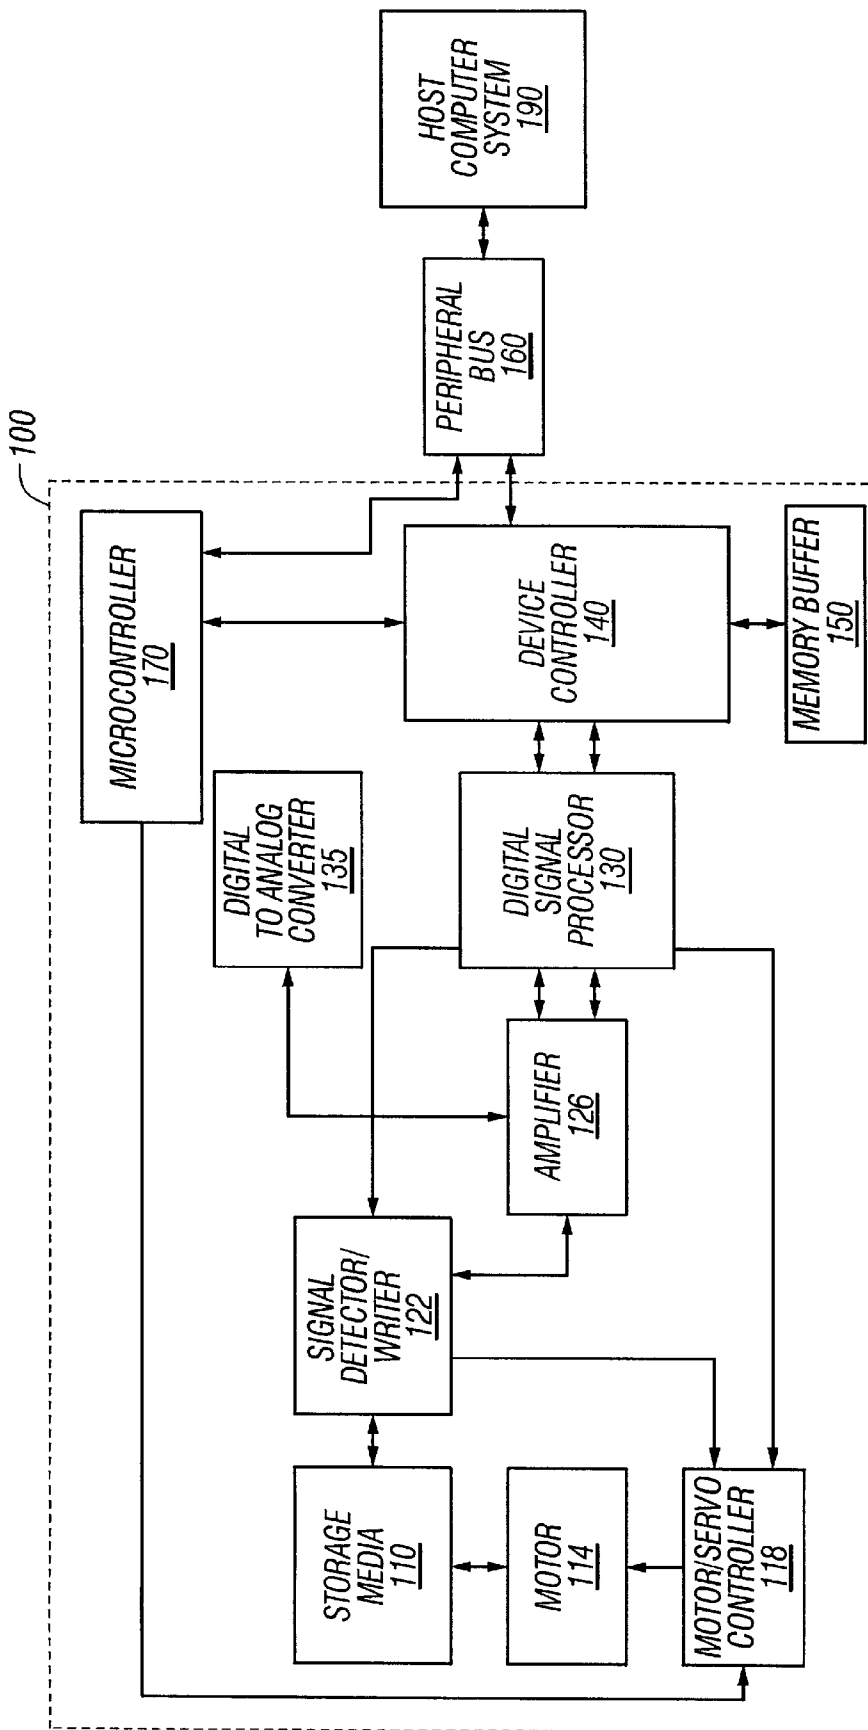 100
MICROCONTROLLER
170
DIGITAL
TO ANALOG
CONVERTER
135
HOST
COMPUTER
SYSTEM
190
PERIPHERAL
BUS
160
DEVICE
CONTROLLER
140
MEMORY BUFFER
150
DIGITAL
SIGNAL
PROCESSOR
130
AMPLIFIER
126
SIGNAL
DETECTOR/
WRITER
122
STORAGE
MEDIA
110
MOTOR
114
MOTOR/SERVO
CONTROLLER
118